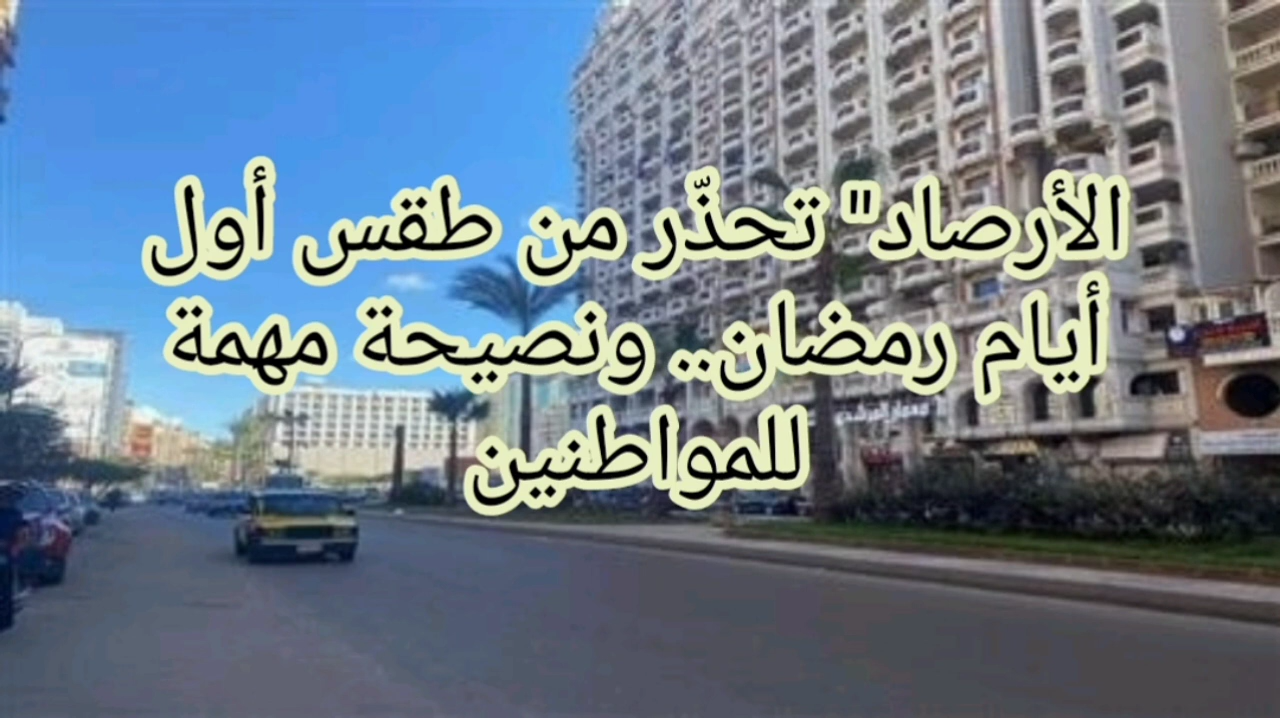 الأرصاد" تحذّر من طقس أول
أيام رمضان.. ونصيحة مهمة
للمواطنين